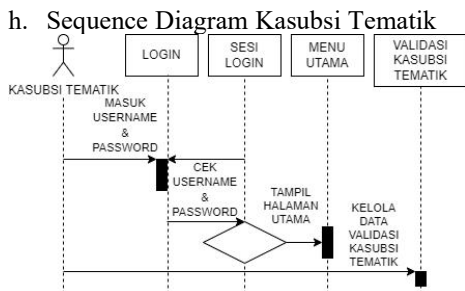 h. Sequence Diagram Kasubsi Tematik
LOGIN
SESI
LOGIN
MENU
UTAMA
VALIDASI
KASUBSI
TEMATIK
KASUBSI TEMATIK
MASUK
USERNAME
&
PASSWORD
CEK
USERNAME
&
PASSWORD
TAMPIL
HALAMAN
UTAMA
KELOLA
DATA
VALIDASI
KASUBSI
TEMATIK